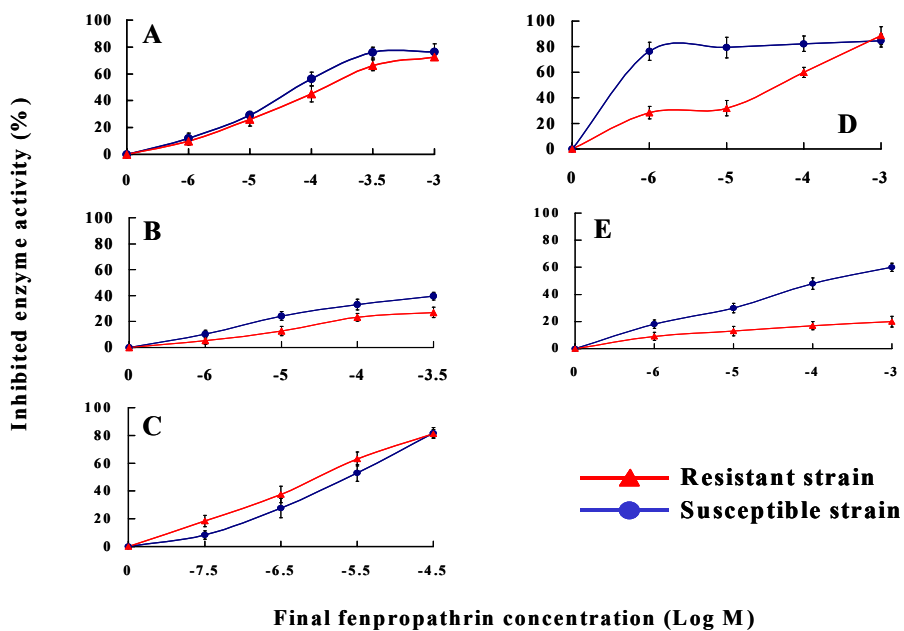 Inhibited enzyme activity (%)
A
100
80
60
40
20
0
0 -6 -5 -4 -3.5 -3
B
100
80
60
40
20
0
0 -6 -5 -4 -3.5
C
100
80
60
40
20
0
0 -7.5 -6.5 -5.5 -4.5
D
100
80
60
40
20
0
0 -6 -5 -4 -3
E
100
80
60
40
20
0
0 -6 -5 -4 -3
Resistant strain
Susceptible strain
Final fenpropathrin concentration (Log M)